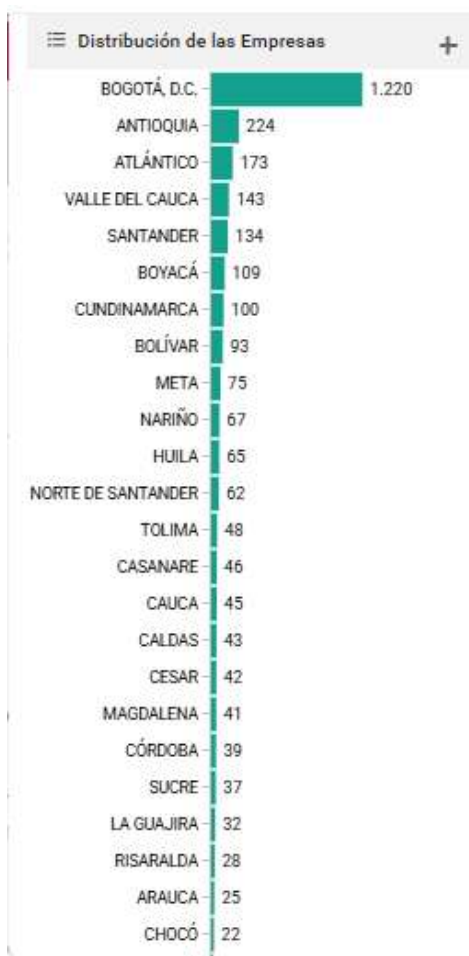 Distribución de las Empresas +
BOGOTÁ, D.C. 1.220
ANTIOQUIA 224
ATLÁNTICO 173
VALLE DEL CAUCA 143
SANTANDER 134
BOYACÁ 109
CUNDINAMARCA 100
BOLÍVAR 93
META 75
NARIÑO 67
HUILA 65
NORTE DE SANTANDER 62
TOLIMA 48
CASANARE 46
CAUCA 45
CALDAS 43
CESAR 42
MAGDALENA 41
CÓRDOBA 39
SUCRE 37
LA GUAJIRA 32
RISARALDA 28
ARAUCA 25
CHOCÓ 22